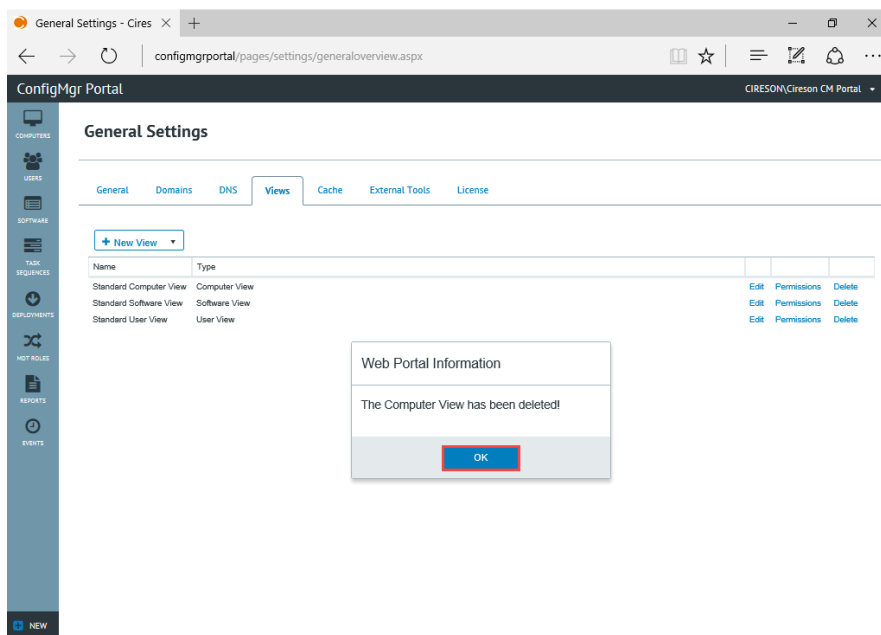 General Settings - Cires
configmgrportal/pages/settings/generaloverview.aspx
ConfigMgr Portal
CIRESON\Cireson CM Portal
COMPUTERS
USERS
SOFTWARE
TASK
SEQUENCES
DEPLOYMENTS
MDT ROLES
REPORTS
EVENTS
NEW
General Settings
General Domains DNS Views Cache External Tools License
+ New View
Name Type
Standard Computer View Computer View Edit Permissions Delete
Standard Software View Software View Edit Permissions Delete
Standard User View User View Edit Permissions Delete
Web Portal Information
The Computer View has been deleted!
OK